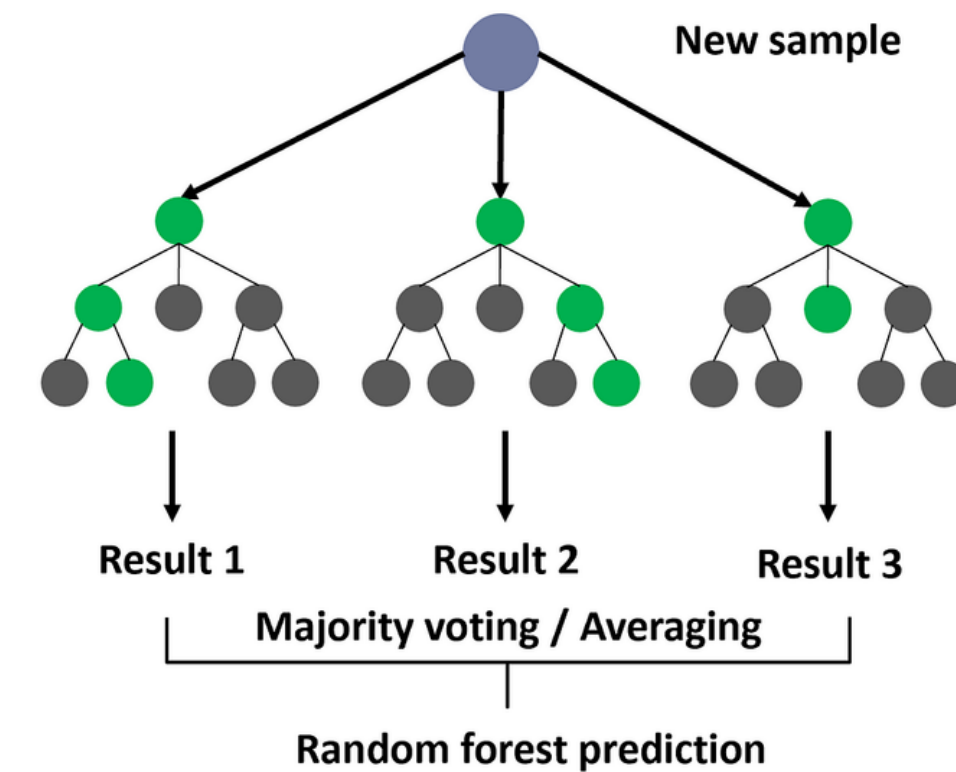 New sample
Result 1
Result 2
Result 3
Majority voting / Averaging
Random forest prediction